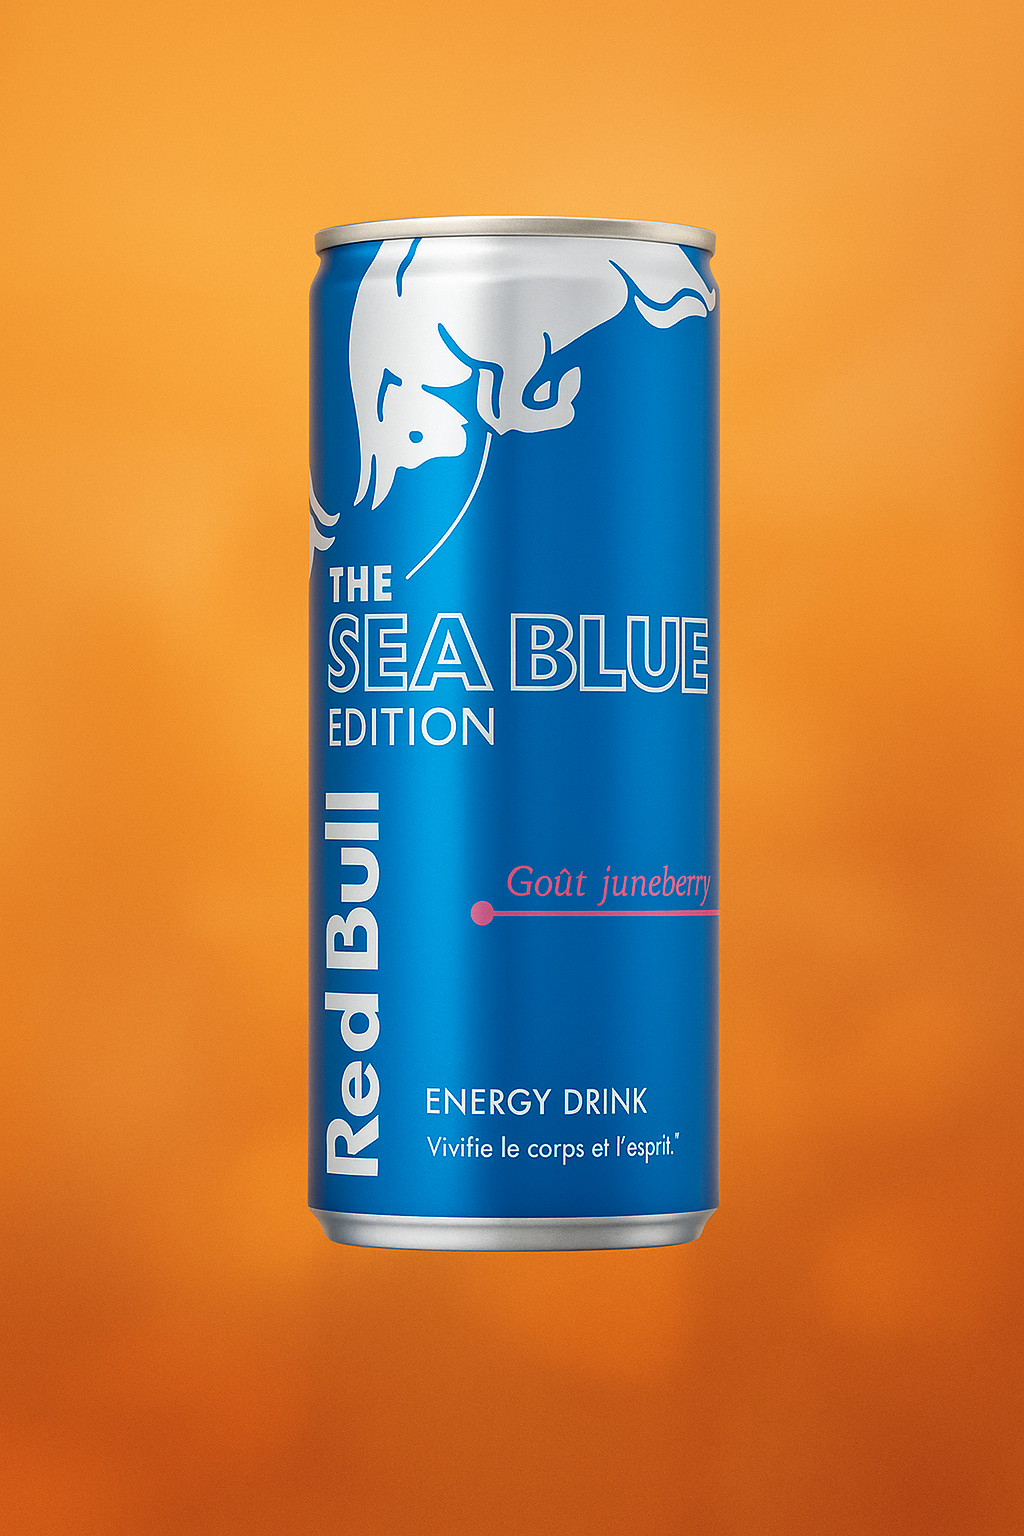 THE
SEA BLUE
EDITION
Red Bull
Goût juneberry
ENERGY DRINK
Vivifie le corps et l'esprit.